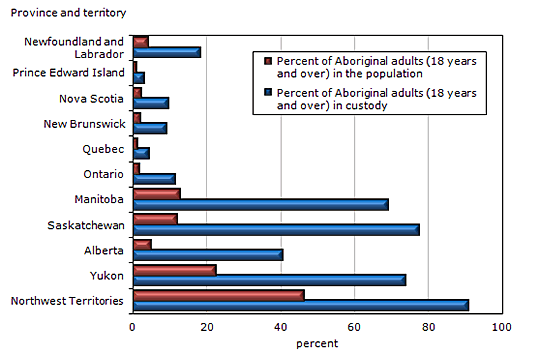 Province and territory
Newfoundland and
Labrador
Prince Edward Island
Nova Scotia
New Brunswick
Quebec
Ontario
Manitoba
Saskatchewan
Alberta
Yukon
Northwest Territories
Percent of Aboriginal adults (18 years
and over) in the population
Percent of Aboriginal adults (18 years
and over) in custody
0 20 40 60 80 100
percent